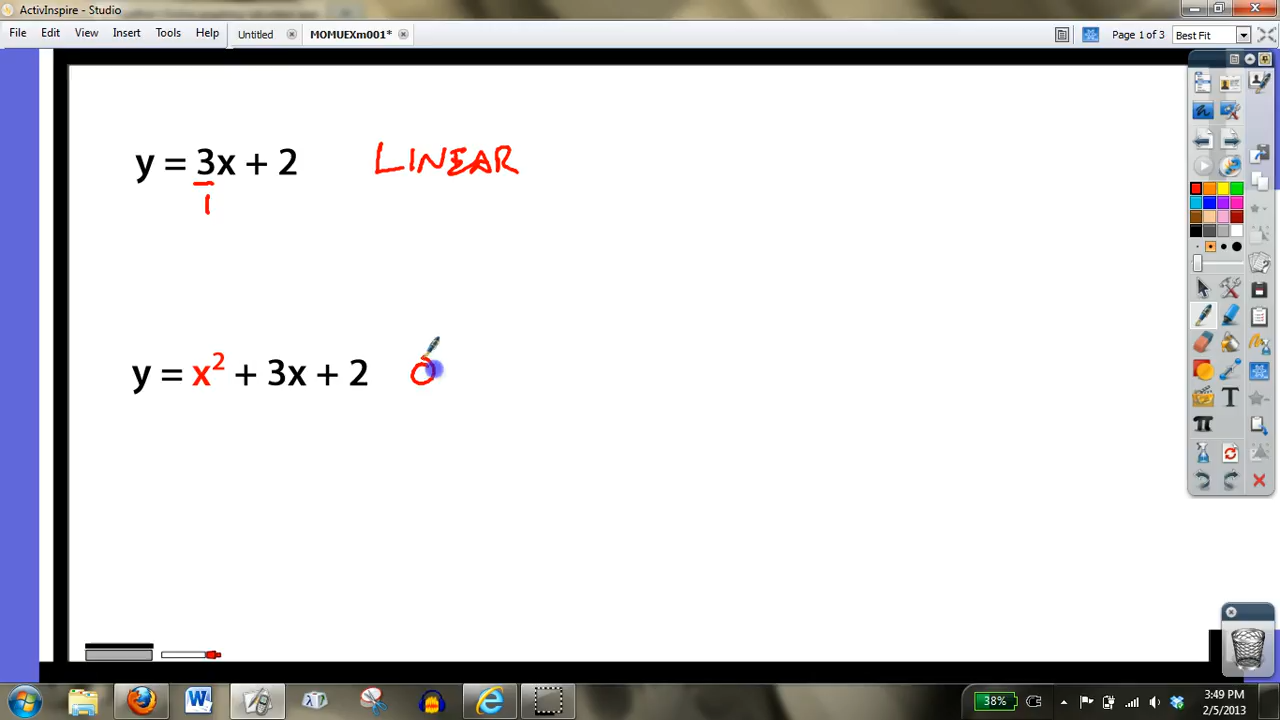 ActivInspire - Studio
File Edit View Insert Tools Help Untitled MOMUEXm001* Page 1 of 3 Best Fit
y = 3x + 2 LINEAR
1
y = x² + 3x + 2
38% 3:49 PM
2/5/2013